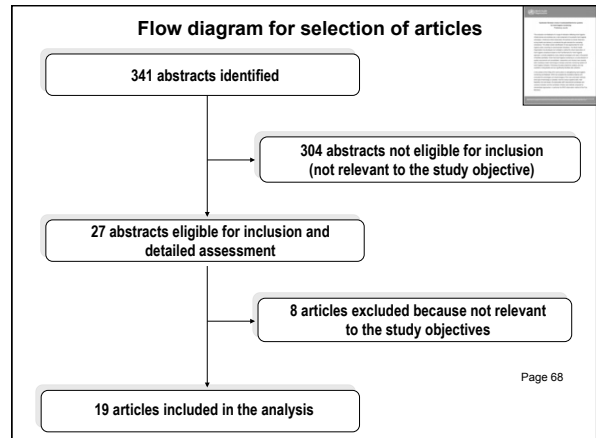 Flow diagram for selection of articles
341 abstracts identified
304 abstracts not eligible for inclusion
(not relevant to the study objective)
27 abstracts eligible for inclusion and
detailed assessment
8 articles excluded because not relevant
to the study objectives
Page 68
19 articles included in the analysis